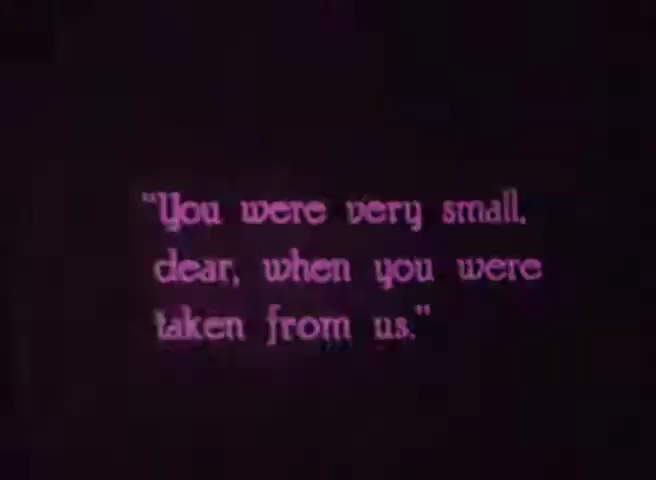 "You were very small,
dear, when you were
taken from us."